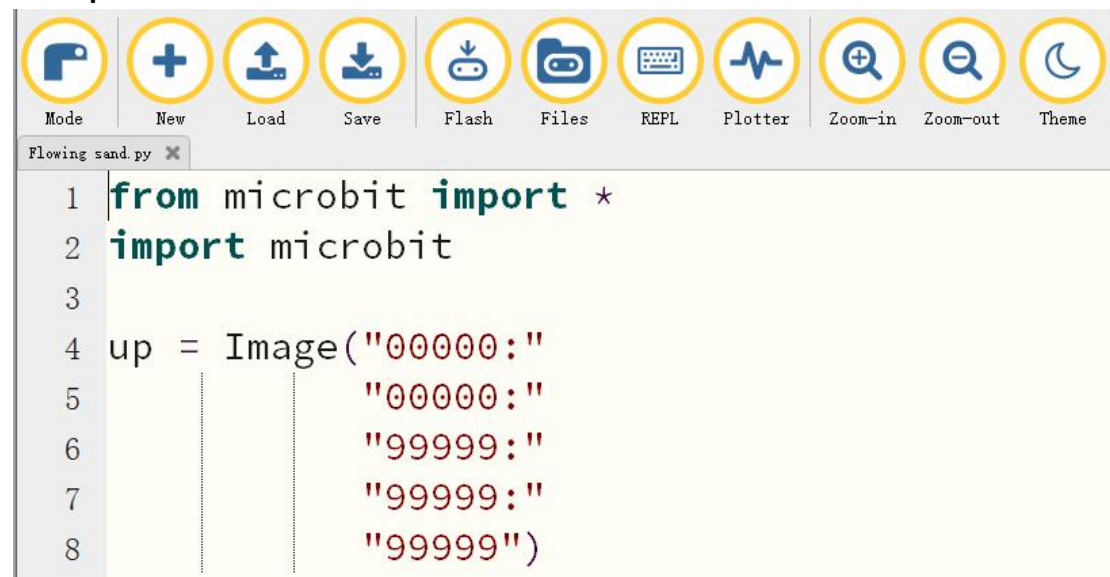 Mode New Load Save Flash Files REPL Plotter Zoom-in Zoom-out Theme
Flowing sand.py
1 from microbit import *
2 import microbit
3
4 up = Image("00000:"
5 "00000:"
6 "99999:"
7 "99999:"
8 "99999")